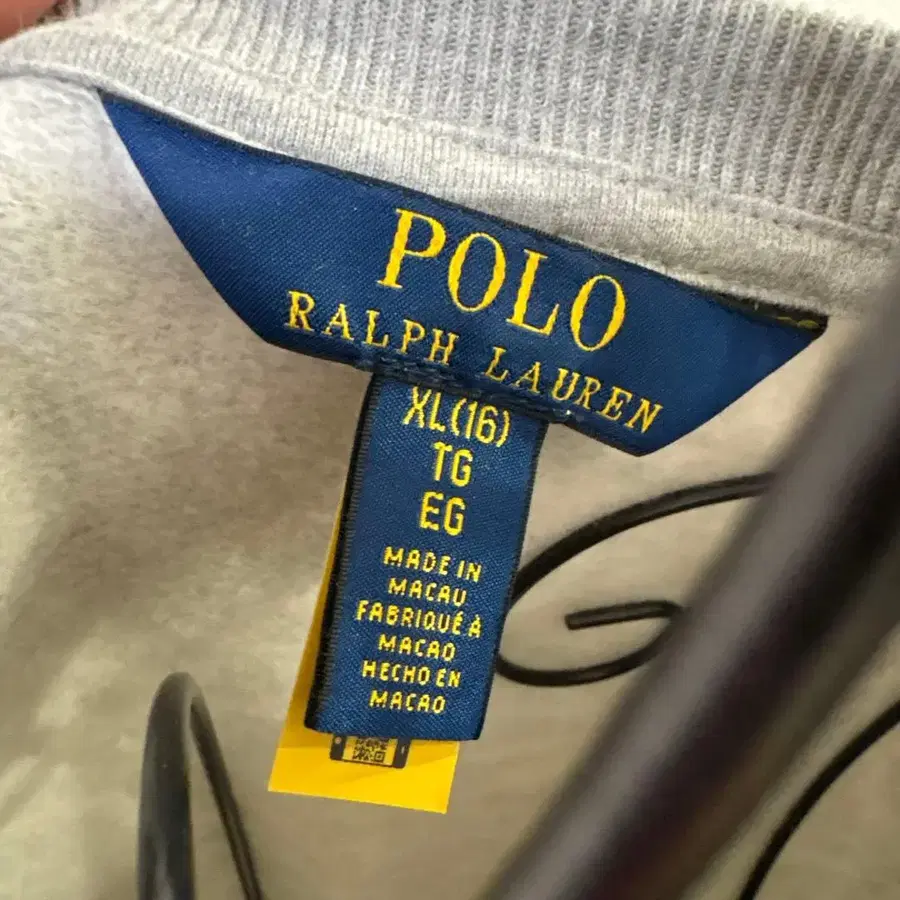 POLO
RALPH LAUREN
XL(16)
TG
EG
MADE IN
MACAU
FABRIQUÉ À
MACAO
HECHO EN
MACAO